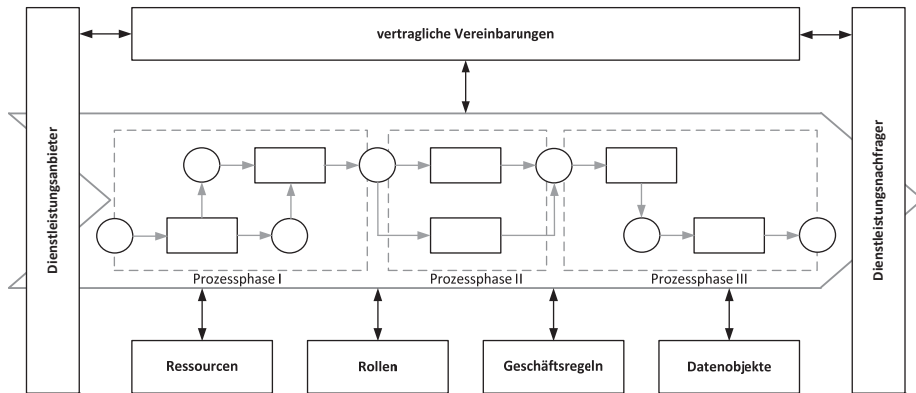 vertragliche Vereinbarungen
Dienstleistungsanbieter
Dienstleistungsnachfrager
Prozessphase I
Prozessphase II
Prozessphase III
Ressourcen
Rollen
Geschäftsregeln
Datenobjekte